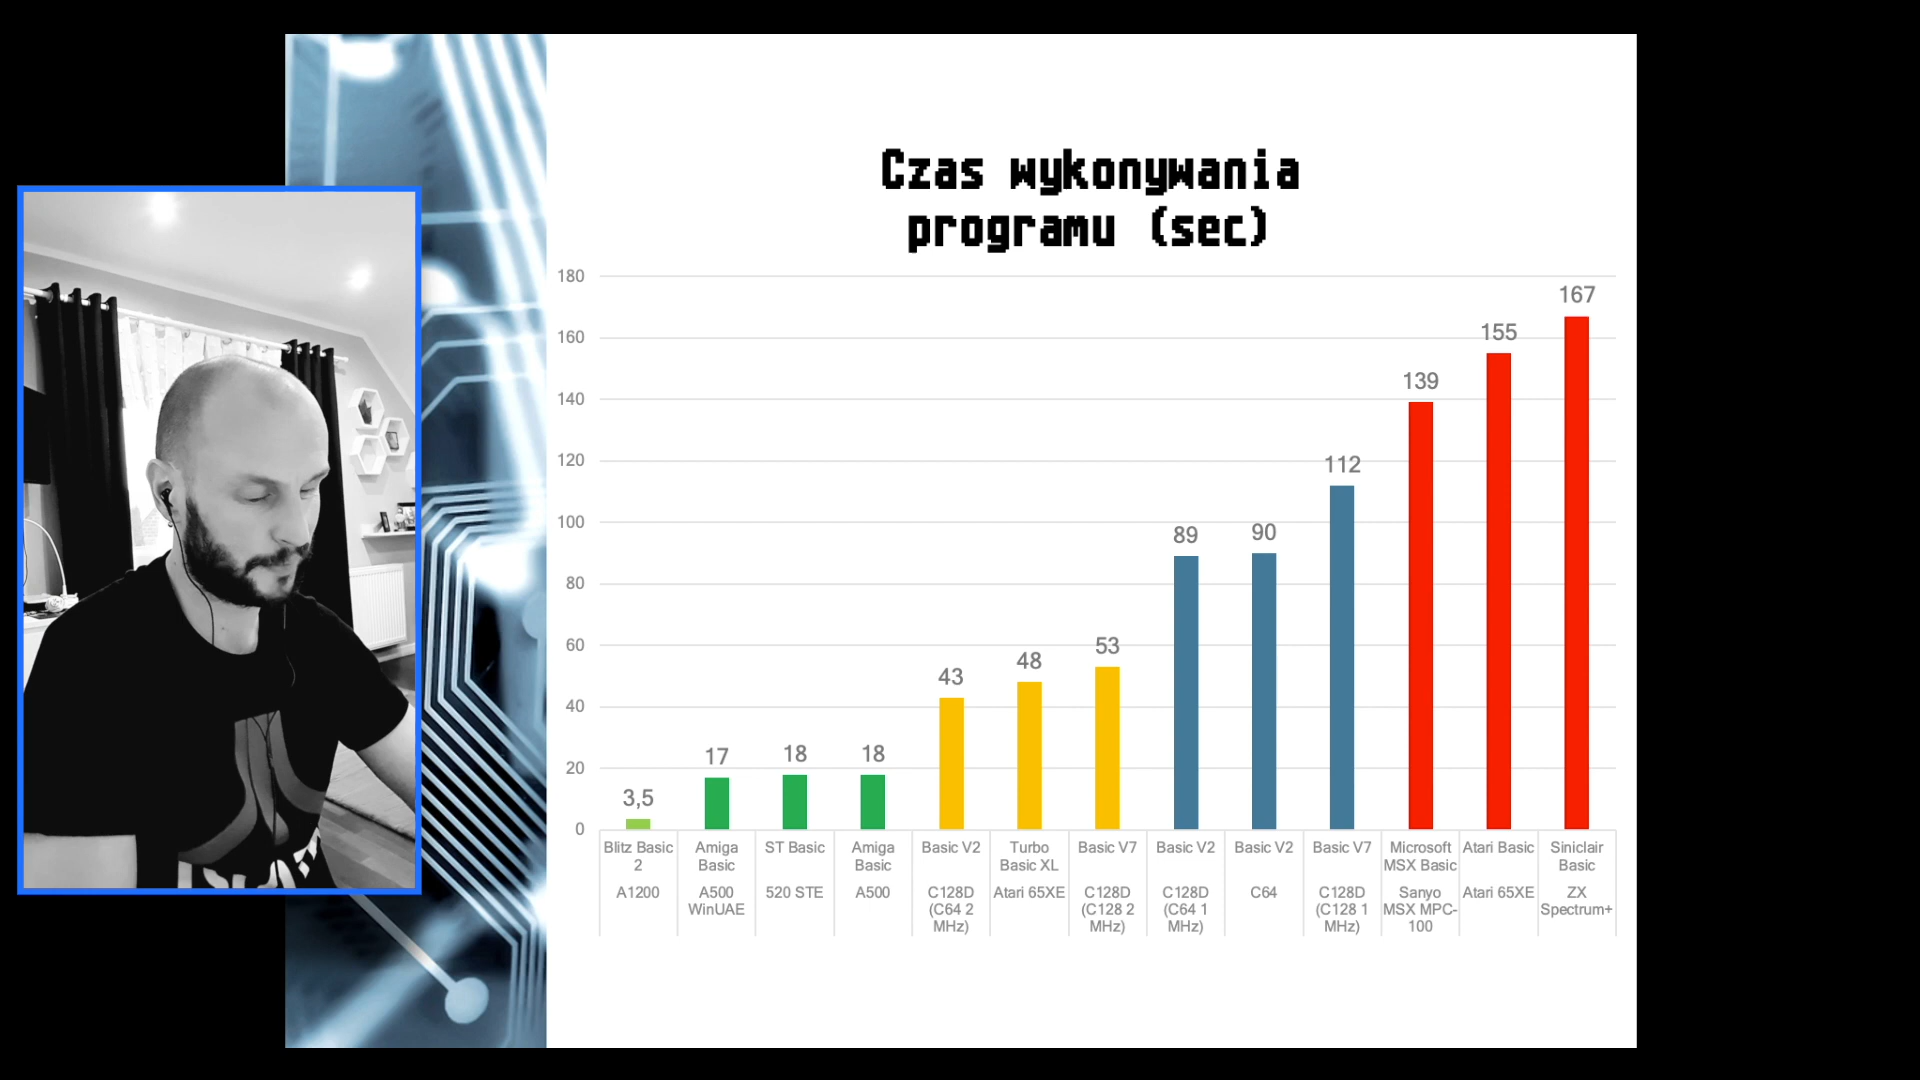 Czas wykonywania
programu (sec)
180
160
140
120
100
80
60
40
20
0
3,5
17
18
18
43
48
53
89
90
112
139
155
167
Blitz Basic
2
A1200
Amiga
Basic
A500
WinUAE
ST Basic
520 STE
Amiga
Basic
A500
Basic V2
C128D
(C64 2
MHz)
Turbo
Basic XL
Atari 65XE
Basic V7
C128D
(C128 2
MHz)
Basic V2
C128D
(C64 1
MHz)
Basic V2
C64
Basic V7
C128D
(C128 1
MHz)
Microsoft
MSX Basic
Sanyo
MSX MPC-
100
Atari Basic
Atari 65XE
Siniclair
Basic
ZX
Spectrum+